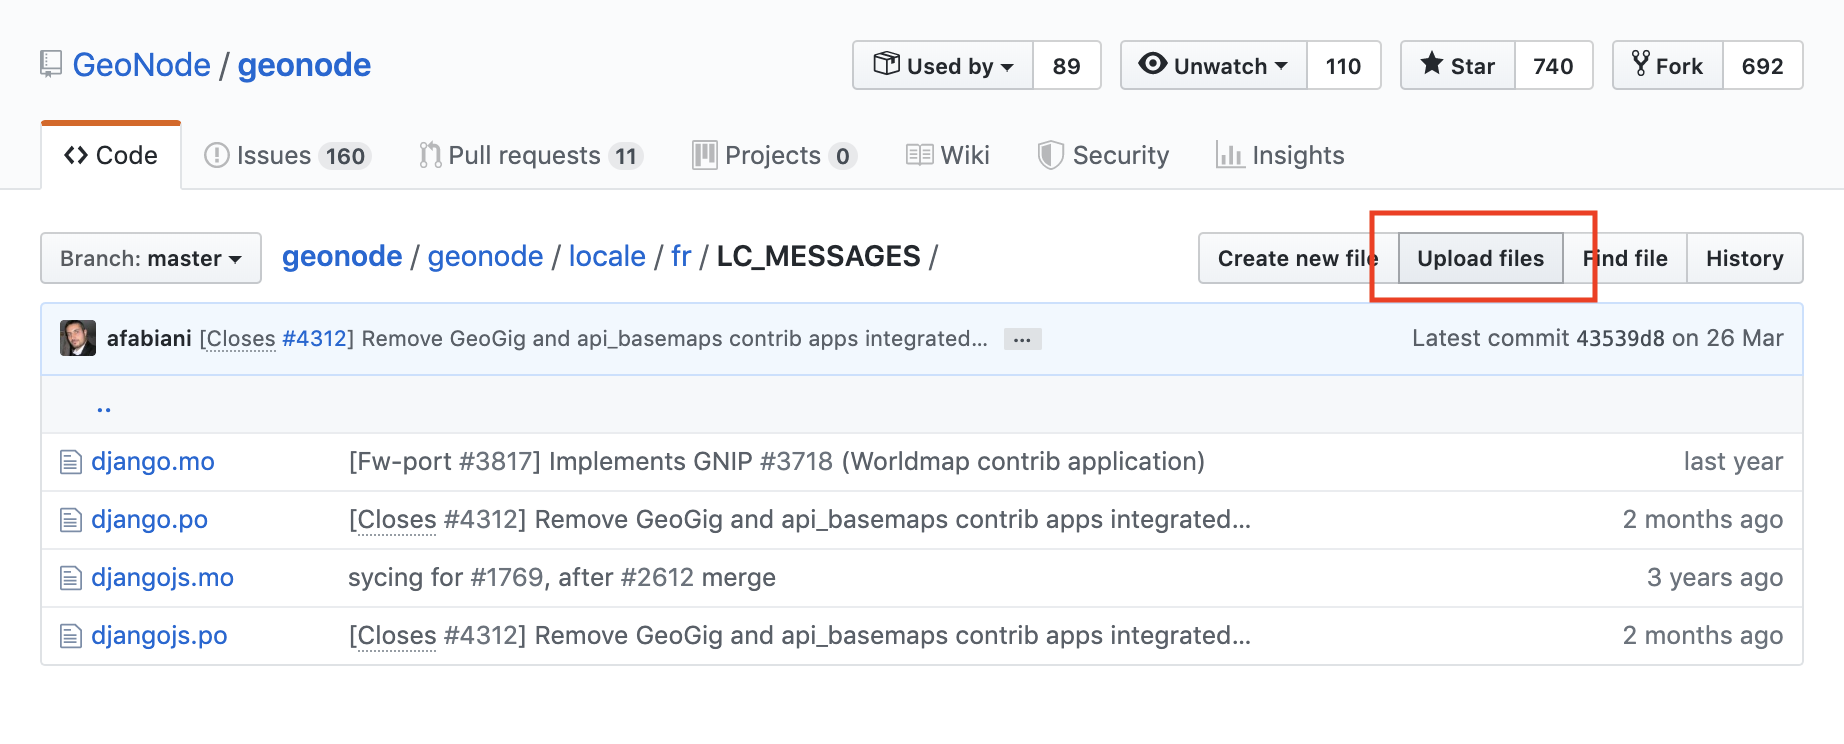 GeoNode / geonode
Used by 89
Unwatch 110
Star 740
Fork 692
Code
Issues 160
Pull requests 11
Projects 0
Wiki
Security
Insights
Branch: master
geonode / geonode / locale / fr / LC_MESSAGES /
Create new file
Upload files
Find file
History
afabiani [Closes #4312] Remove GeoGig and api_basemaps contrib apps integrated... ...
Latest commit 43539d8 on 26 Mar
..
django.mo [Fw-port #3817] Implements GNIP #3718 (Worldmap contrib application) last year
django.po [Closes #4312] Remove GeoGig and api_basemaps contrib apps integrated... 2 months ago
djangojs.mo sycing for #1769, after #2612 merge 3 years ago
djangojs.po [Closes #4312] Remove GeoGig and api_basemaps contrib apps integrated... 2 months ago